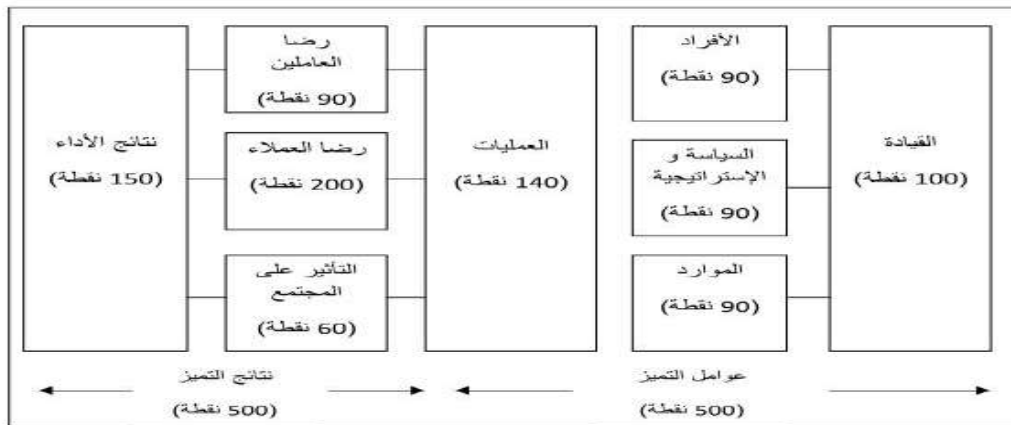 القيادة
(100 نقطة)
الأفراد
(90 نقطة)
السياسة و
الإستراتيجية
(90 نقطة)
الموارد
(90 نقطة)
العمليات
(140 نقطة)
رضا
العاملين
(90 نقطة)
رضا العملاء
(200 نقطة)
التأثير على
المجتمع
(60 نقطة)
نتائج الأداء
(150 نقطة)
عوامل التميز
(500 نقطة)
نتائج التميز
(500 نقطة)